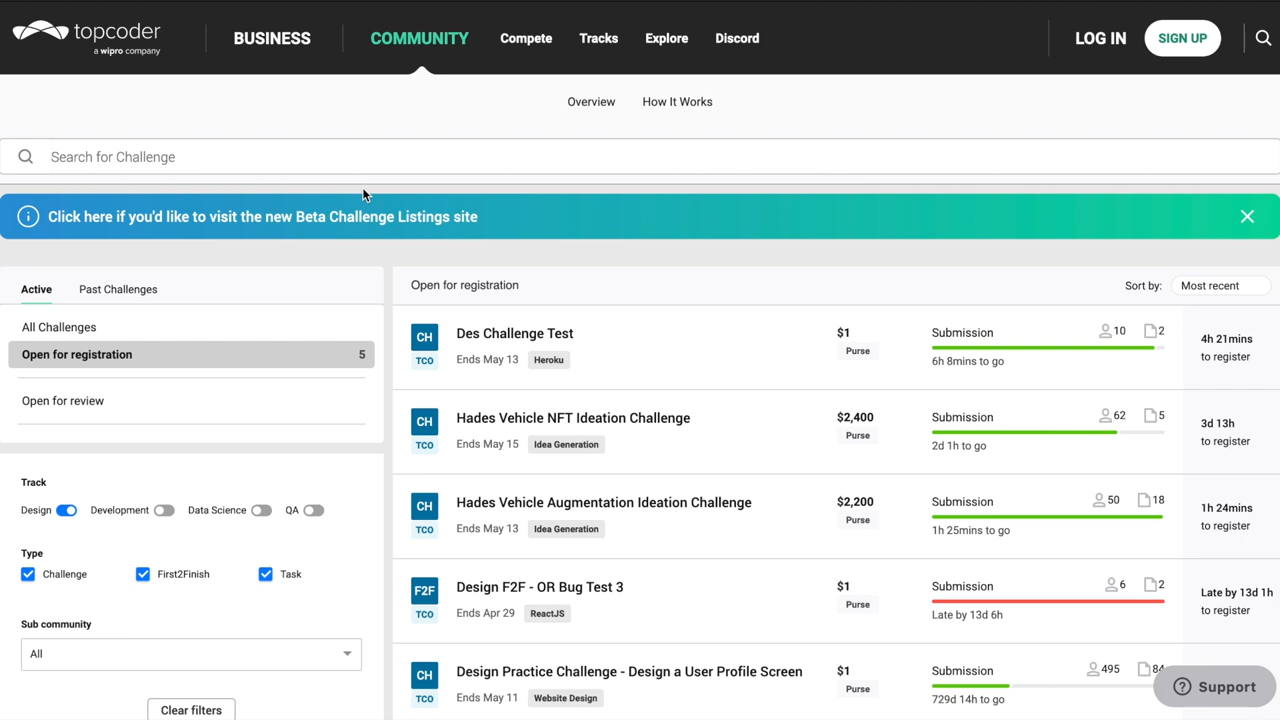 topcoder
a wipro company
BUSINESS
COMMUNITY
Compete
Tracks
Explore
Discord
LOG IN
SIGN UP
Overview
How It Works
Search for Challenge
Click here if you'd like to visit the new Beta Challenge Listings site
Active
Past Challenges
All Challenges
Open for registration 5
Open for review
Track
Design
Development
Data Science
QA
Type
Challenge
First2Finish
Task
Sub community
All
Clear filters
Open for registration
Sort by: Most recent
CH
TCO
Des Challenge Test
Ends May 13 Heroku
$1
Purse
Submission 10 2
6h 8mins to go
4h 21mins
to register
CH
TCO
Hades Vehicle NFT Ideation Challenge
Ends May 15 Idea Generation
$2,400
Purse
Submission 62 5
2d 1h to go
3d 13h
to register
CH
TCO
Hades Vehicle Augmentation Ideation Challenge
Ends May 13 Idea Generation
$2,200
Purse
Submission 50 18
1h 25mins to go
1h 24mins
to register
F2F
TCO
Design F2F - OR Bug Test 3
Ends Apr 29 ReactJS
$1
Purse
Submission 6 2
Late by 13d 6h
Late by 13d 1h
to register
CH
TCO
Design Practice Challenge - Design a User Profile Screen
Ends May 11 Website Design
$1
Purse
Submission 495 84
729d 14h to go
Support